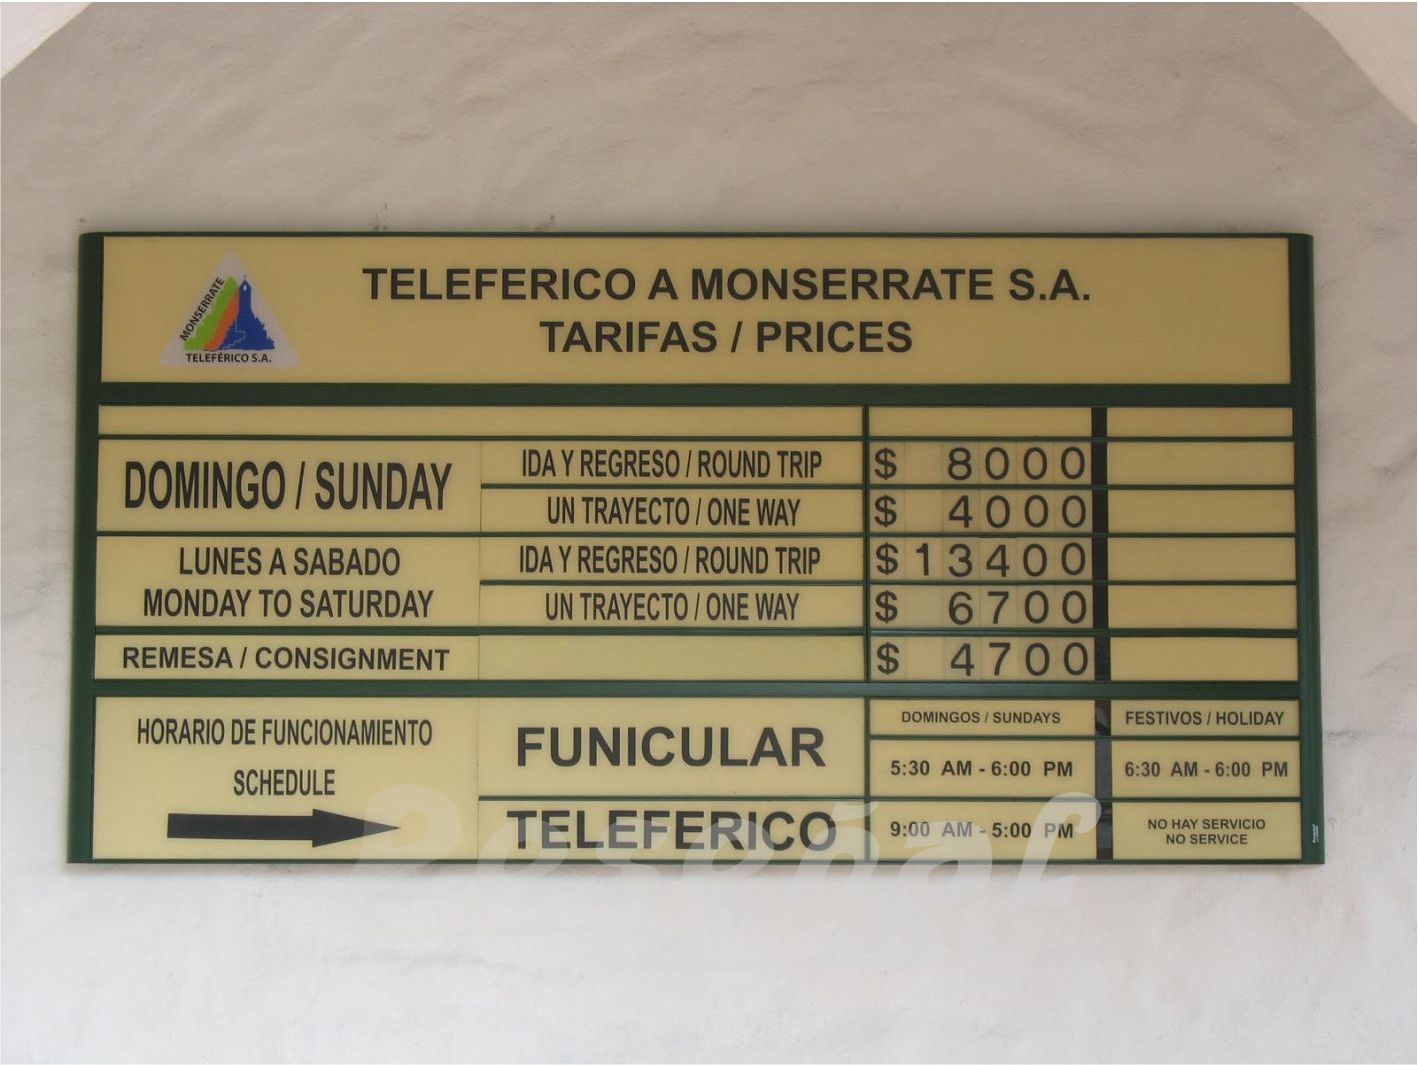 MONSERRATE
TELEFÉRICO S.A.
TELEFERICO A MONSERRATE S.A.
TARIFAS / PRICES
DOMINGO / SUNDAY
IDA Y REGRESO / ROUND TRIP $ 8000
UN TRAYECTO / ONE WAY $ 4000
LUNES A SABADO
MONDAY TO SATURDAY
IDA Y REGRESO / ROUND TRIP $13400
UN TRAYECTO / ONE WAY $ 6700
REMESA / CONSIGNMENT $ 4700
HORARIO DE FUNCIONAMIENTO
SCHEDULE
DOMINGOS / SUNDAYS FESTIVOS / HOLIDAY
FUNICULAR 5:30 AM - 6:00 PM 6:30 AM - 6:00 PM
TELEFERICO 9:00 AM - 5:00 PM NO HAY SERVICIO
NO SERVICE
Peseñal